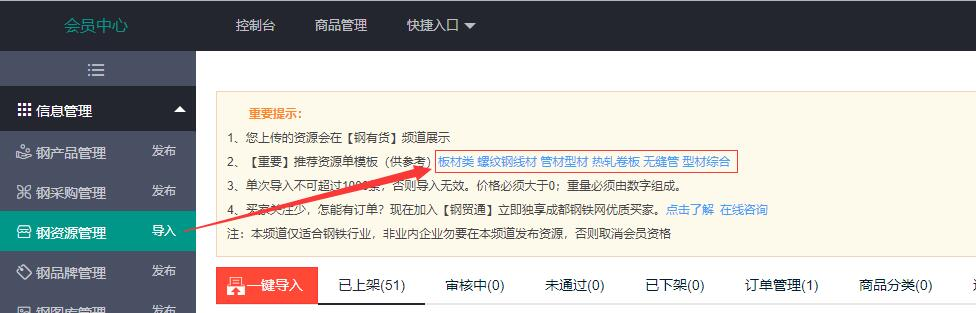 会员中心
控制台
商品管理
快捷入口
信息管理
钢产品管理 发布
钢采购管理 发布
钢资源管理 导入
钢品牌管理 发布
钢图库管理 发布
重要提示：
1、您上传的资源会在【钢有货】频道展示
2、【重要】推荐资源单模板（供参考）板材类 螺纹钢线材 管材型材 热轧卷板 无缝管 型材综合
3、单次导入不可超过1000条，否则导入无效。价格必须大于0；重量必须由数字组成。
4、买家关注少，怎能有订单？现在加入【钢贸通】立即独享成都钢铁网优质买家。点击了解 在线咨询
注：本频道仅适合钢铁行业，非业内企业勿要在本频道发布资源，否则取消会员资格
一键导入
已上架(51)
审核中(0)
未通过(0)
已下架(0)
订单管理(1)
商品分类(0)